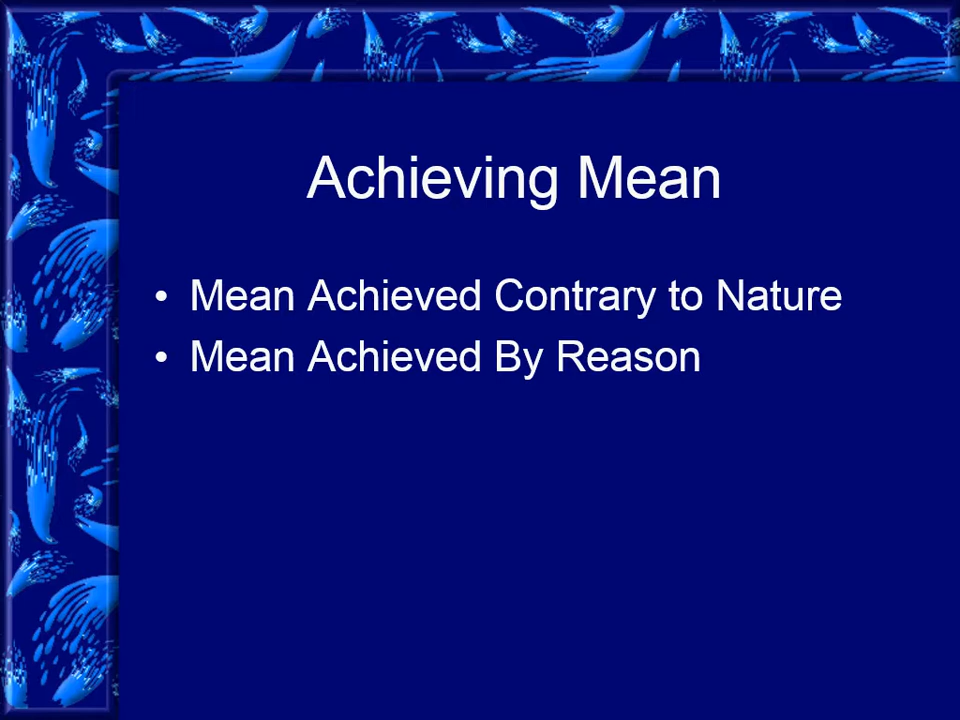 Achieving Mean
• Mean Achieved Contrary to Nature
• Mean Achieved By Reason